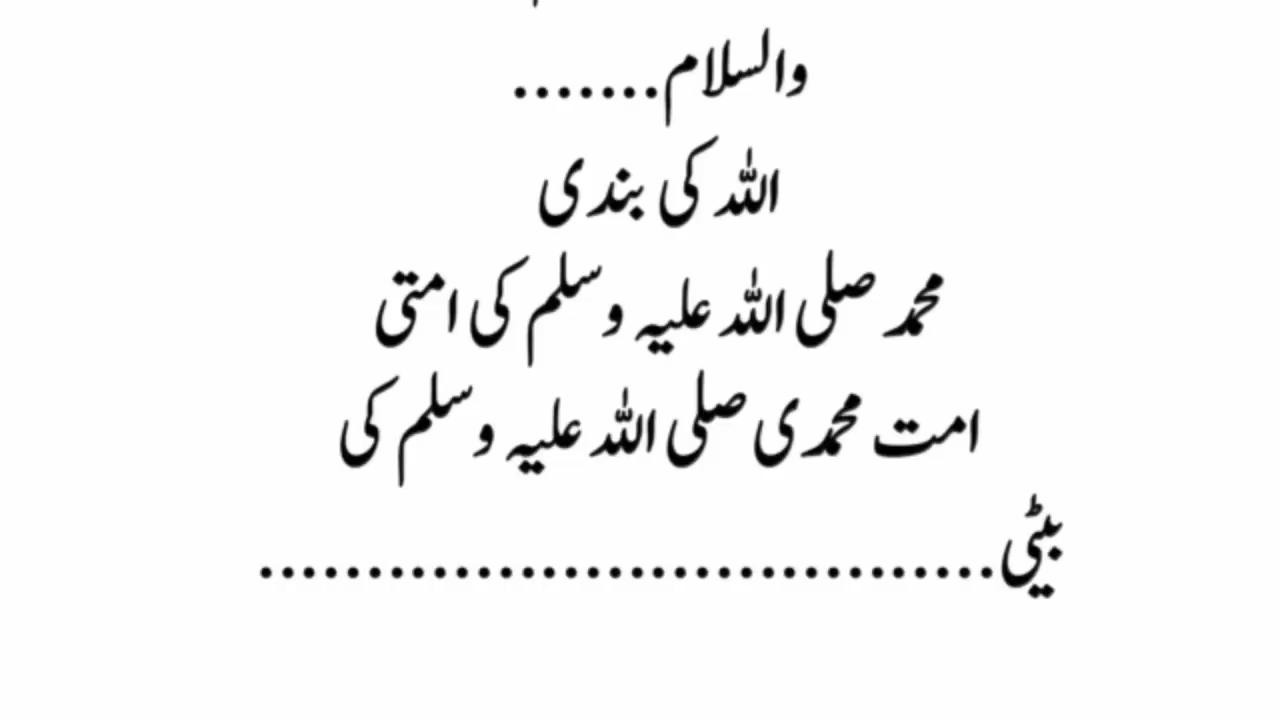 والسلام.......
اللہ کی بندی
محمد صلی اللہ علیہ وسلم کی امتی
امت محمدی صلی اللہ علیہ وسلم کی
بیٹی..................................